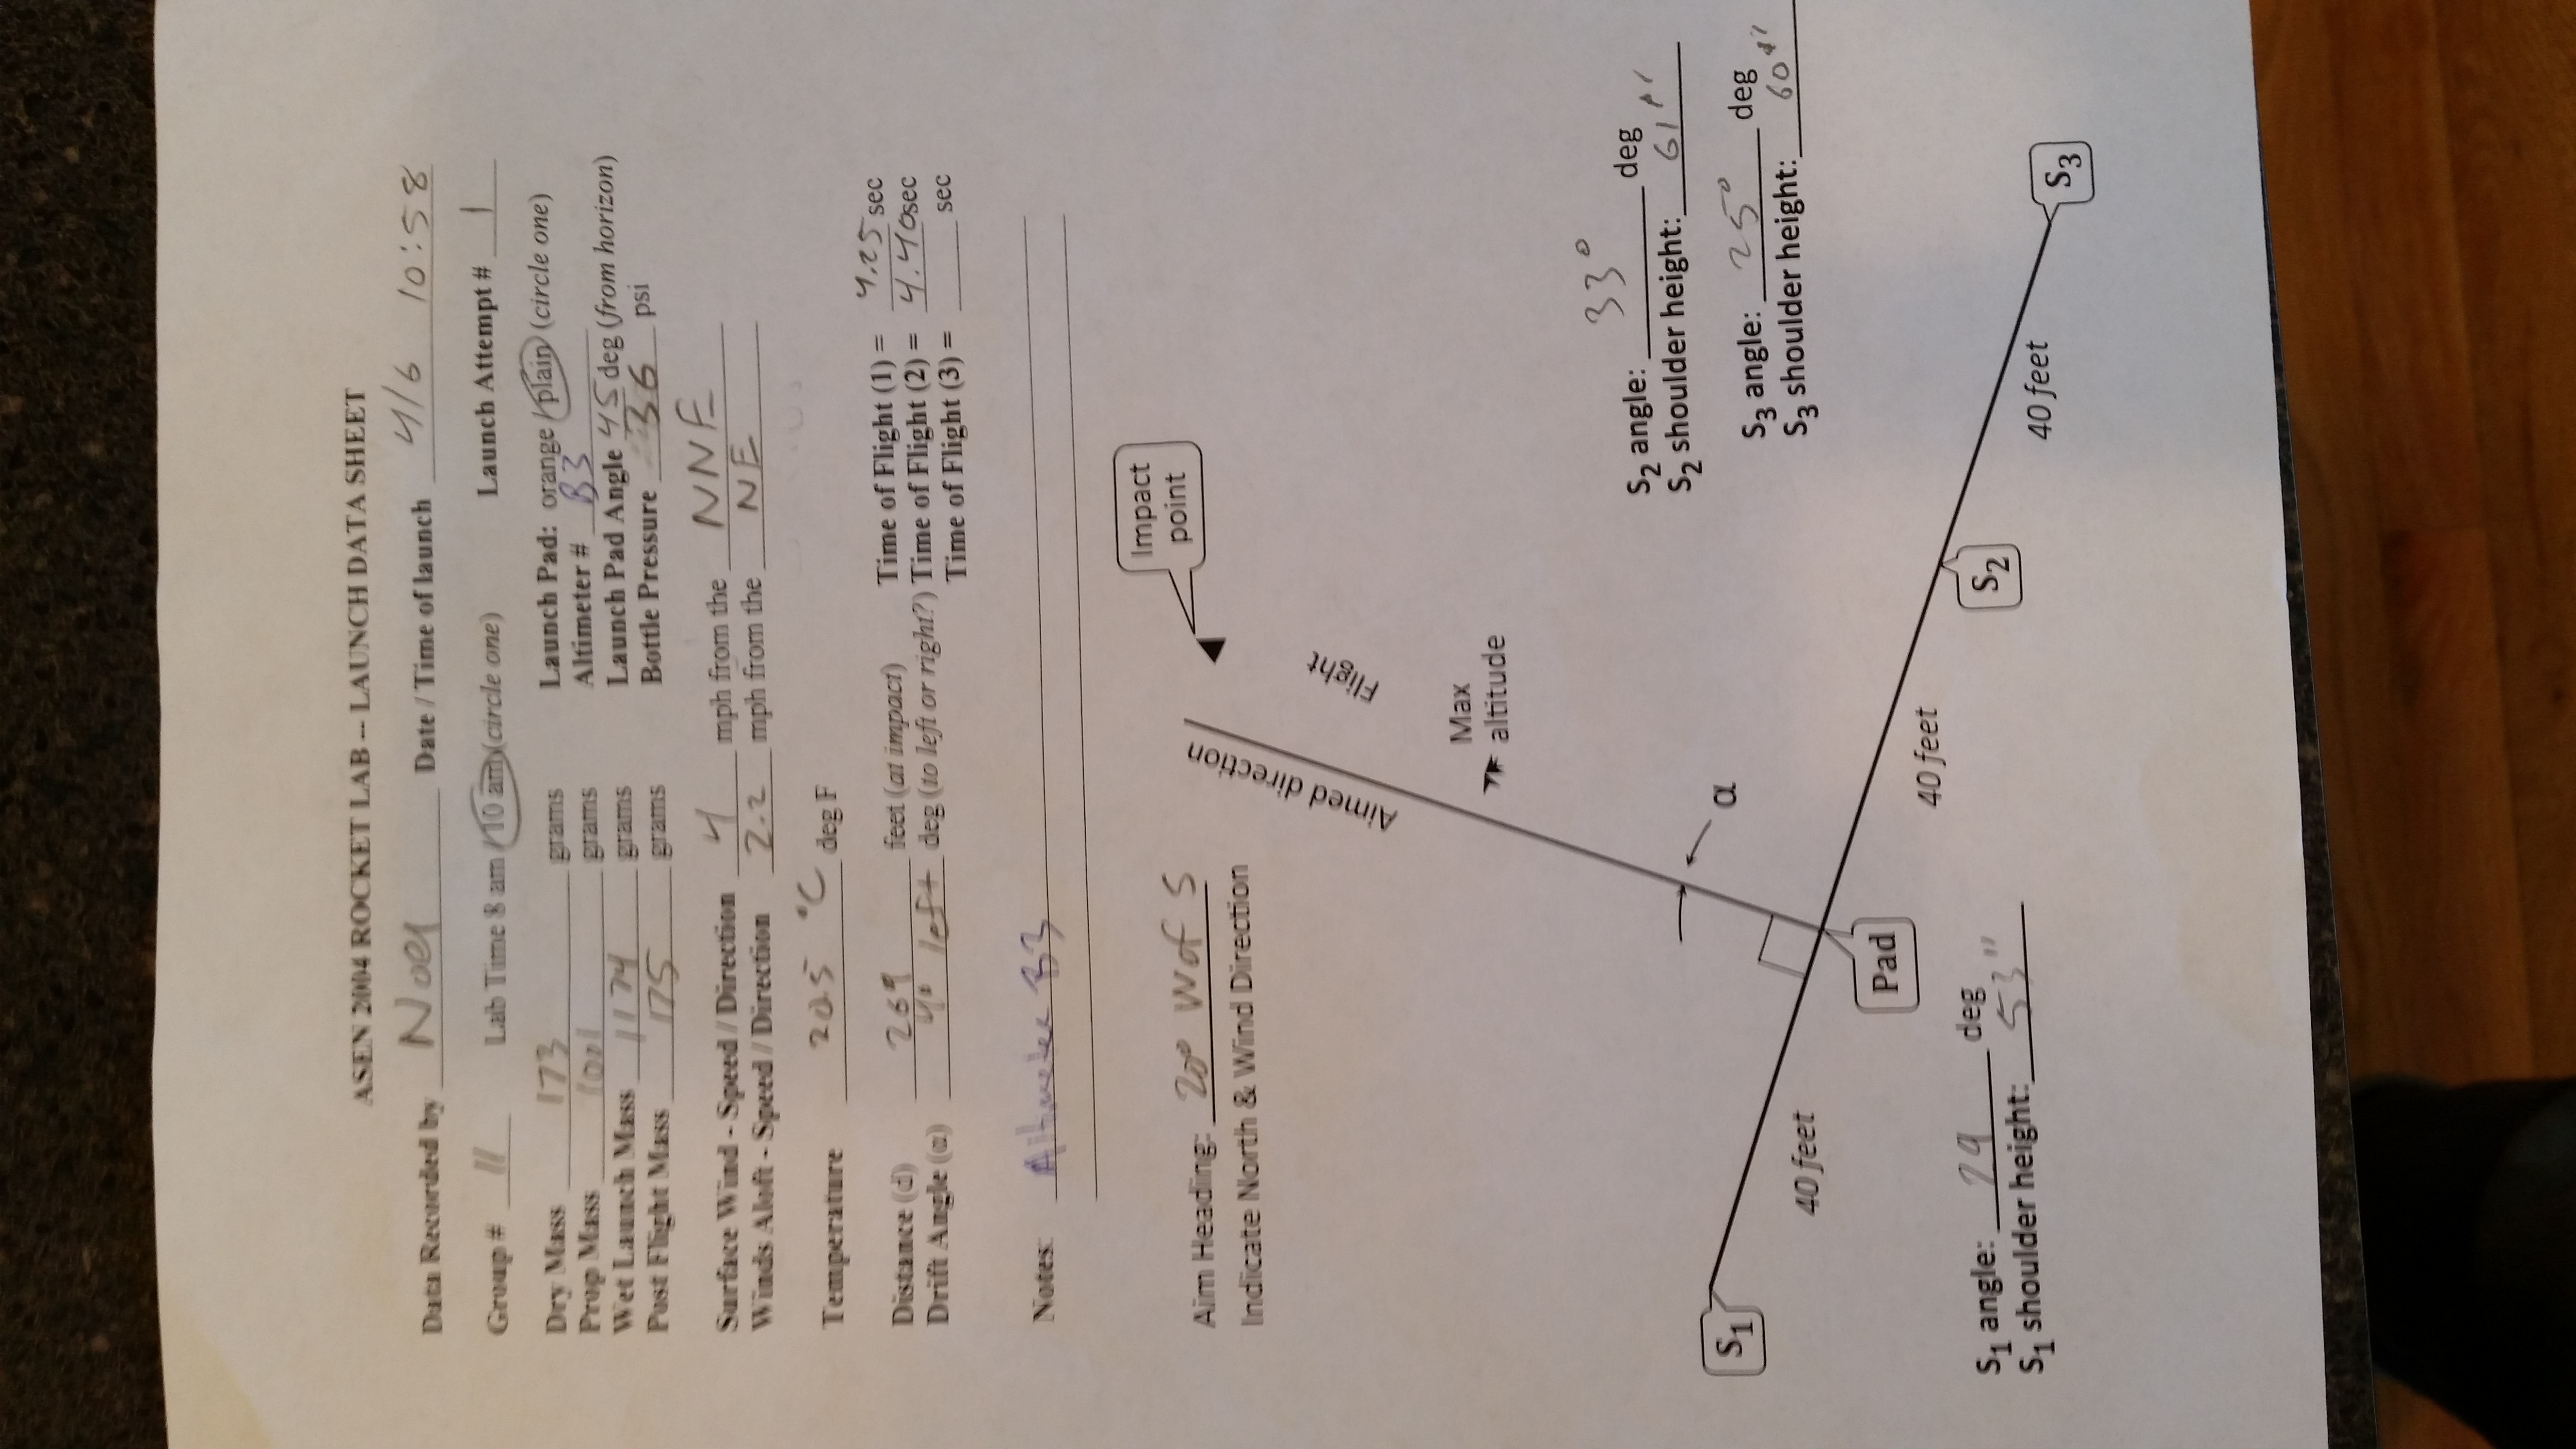 ASEN 2004 ROCKET LAB -- LAUNCH DATA SHEET
Data Recorded by Noel Date / Time of launch 4/6 10:58
Group # 11 Lab Time 8 am / 10 am (circle one) Launch Attempt # 1
Dry Mass 173 grams Launch Pad: orange / plain (circle one)
Prop Mass 1001 grams Altimeter # B3
Wet Launch Mass 1174 grams Launch Pad Angle 45 deg (from horizon)
Post Flight Mass 175 grams Bottle Pressure 36 psi
Surface Wind - Speed / Direction 4 mph from the NNE
Winds Aloft - Speed / Direction 2.2 mph from the NE
Temperature 20.5 °C deg F
Distance (d) 269 feet (at impact) Time of Flight (1) = 4.25 sec
Drift Angle (α) 4° left deg (to left or right?) Time of Flight (2) = 4.40 sec
Time of Flight (3) = sec
Notes: Altimeter B3
Impact
point
Aim Heading: 20° W of S
Indicate North & Wind Direction
Aimed direction
Flight
Max
altitude
S2 angle: 33° deg
S2 shoulder height: 61"
S1
α
S3 angle: 25° deg
S3 shoulder height: 60"
40 feet
Pad
40 feet
S1 angle: 29 deg
S1 shoulder height: 53"
S2
40 feet
S3